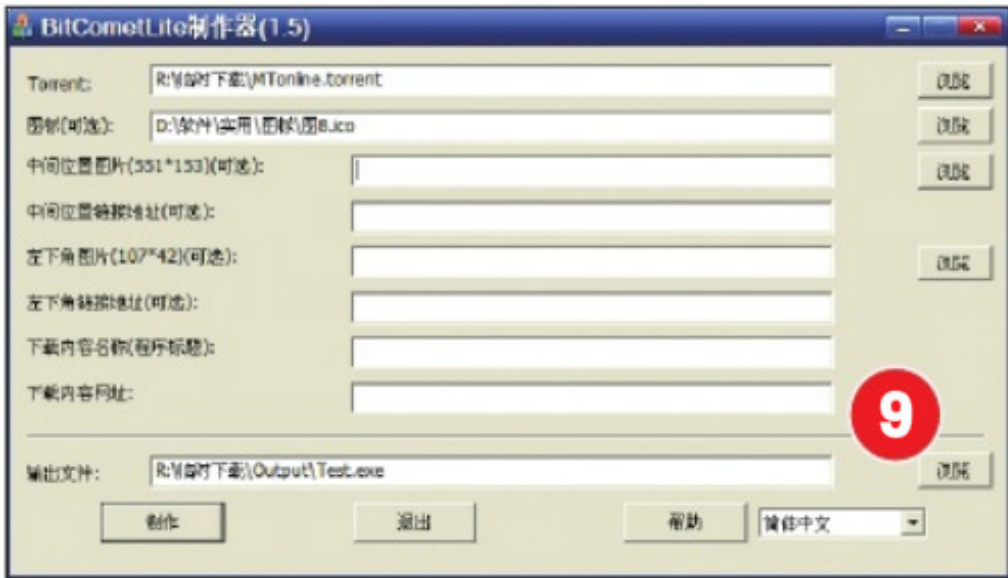 BitCometLite制作器(1.5)
Torrent: R:\临时下载\MTonline.torrent 浏览
图标(可选): D:\软件\实用\图标\图8.ico 浏览
中间位置图片(551*153)(可选): 浏览
中间位置链接地址(可选):
左下角图片(107*42)(可选): 浏览
左下角链接地址(可选):
下载内容名称(程序标题):
下载内容网址:
9
输出文件: R:\临时下载\Output\Test.exe 浏览
制作 退出 帮助 简体中文